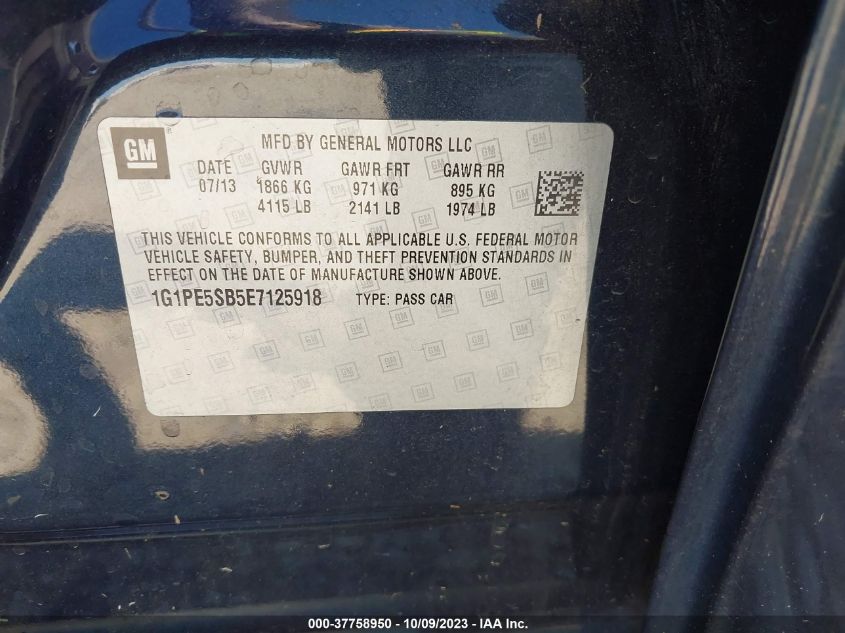 GM
MFD BY GENERAL MOTORS LLC
DATE GVWR GAWR FRT GAWR RR
07/13 1866 KG 971 KG 895 KG
4115 LB 2141 LB 1974 LB
THIS VEHICLE CONFORMS TO ALL APPLICABLE U.S. FEDERAL MOTOR
VEHICLE SAFETY, BUMPER, AND THEFT PREVENTION STANDARDS IN
EFFECT ON THE DATE OF MANUFACTURE SHOWN ABOVE.
1G1PE5SB5E7125918 TYPE: PASS CAR
000-37758950 - 10/09/2023 - IAA Inc.